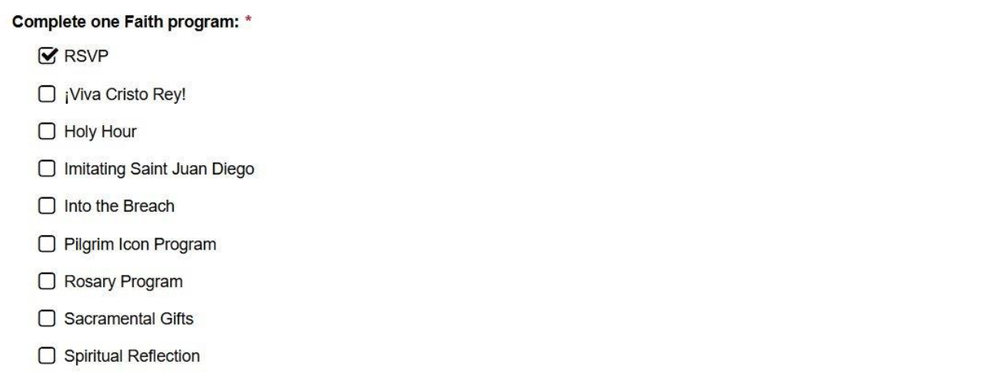 Complete one Faith program: *
RSVP
¡Viva Cristo Rey!
Holy Hour
Imitating Saint Juan Diego
Into the Breach
Pilgrim Icon Program
Rosary Program
Sacramental Gifts
Spiritual Reflection